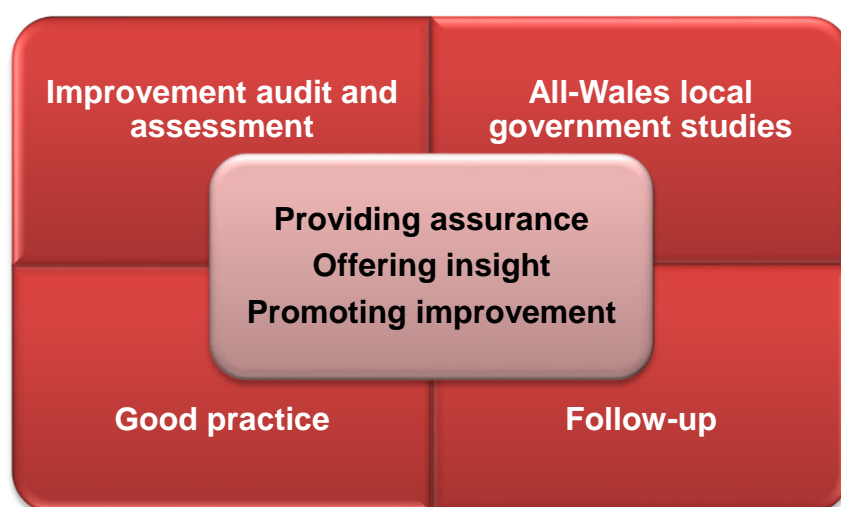 Improvement audit and
assessment
All-Wales local
government studies
Providing assurance
Offering insight
Promoting improvement
Good practice
Follow-up